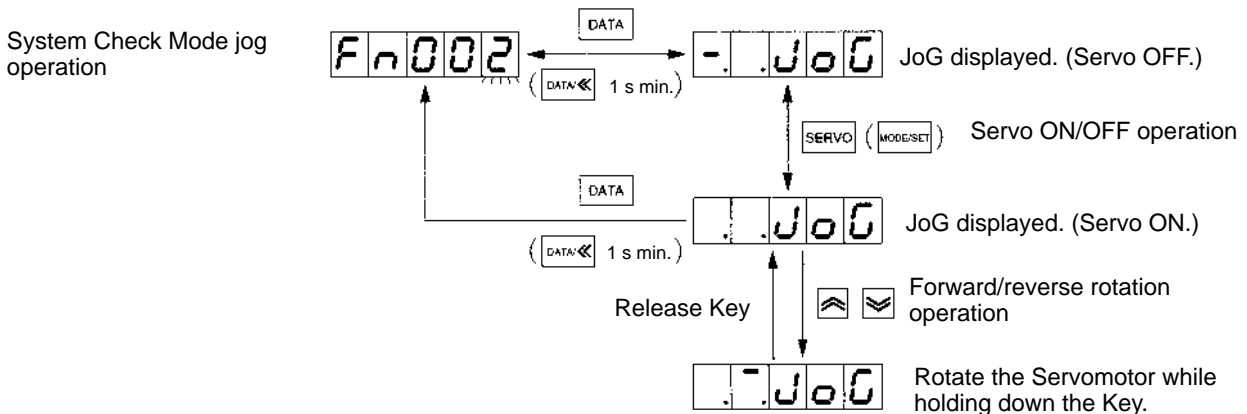 DATA
System Check Mode jog
operation
Fn002
-. .JoG
JoG displayed. (Servo OFF.)
(DATA/≪ 1 s min.)
SERVO (MODE/SET) Servo ON/OFF operation
DATA
. .JoG
JoG displayed. (Servo ON.)
(DATA/≪ 1 s min.)
Release Key
Forward/reverse rotation
operation
. ¯.JoG
Rotate the Servomotor while
holding down the Key.